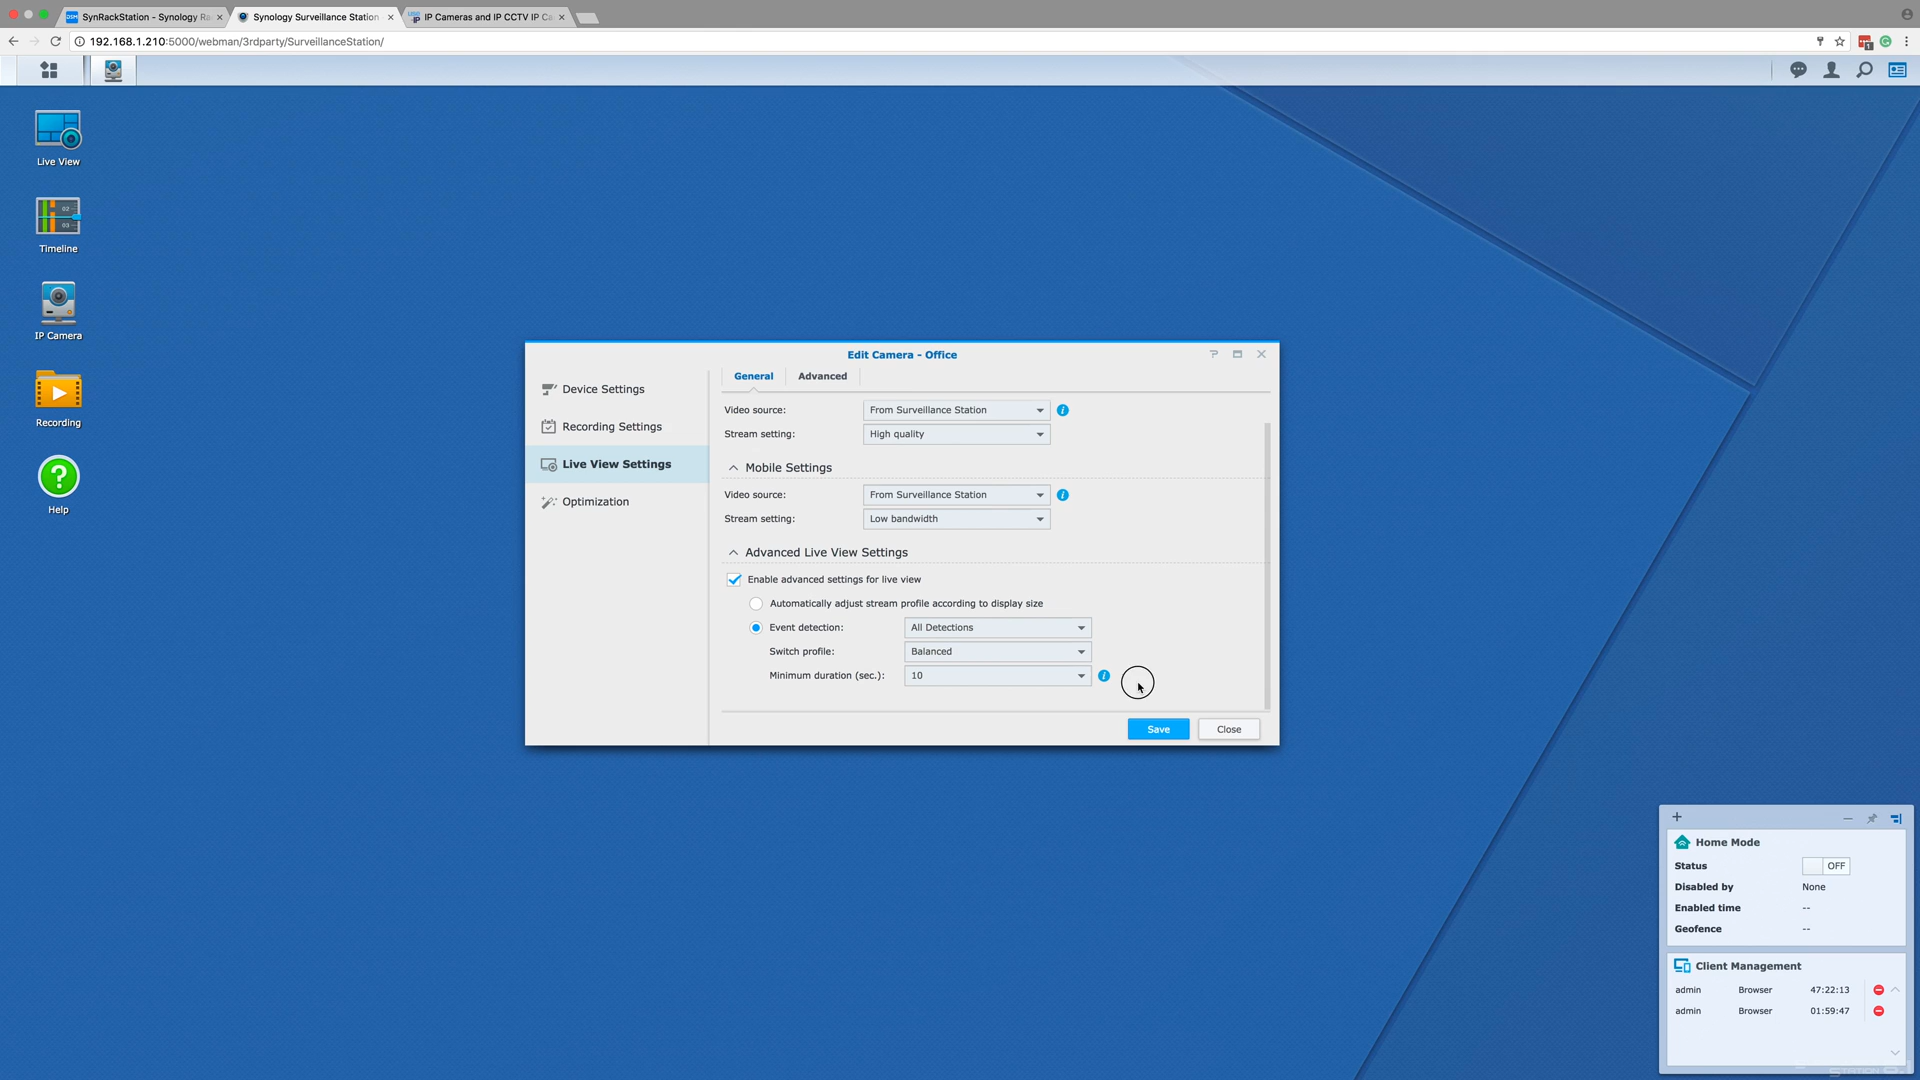 SynRackStation - Synology Ra
Synology Surveillance Station
IP Cameras and IP CCTV IP Ca
192.168.1.210:5000/webman/3rdparty/SurveillanceStation/
Live View
Timeline
IP Camera
Recording
Help
Edit Camera - Office
Device Settings
Recording Settings
Live View Settings
Optimization
General
Advanced
Video source:
From Surveillance Station
Stream setting:
High quality
Mobile Settings
Video source:
From Surveillance Station
Stream setting:
Low bandwidth
Advanced Live View Settings
Enable advanced settings for live view
Automatically adjust stream profile according to display size
Event detection:
All Detections
Switch profile:
Balanced
Minimum duration (sec.):
10
Save
Close
Home Mode
Status
OFF
Disabled by
None
Enabled time
--
Geofence
--
Client Management
admin
Browser
47:22:13
admin
Browser
01:59:47